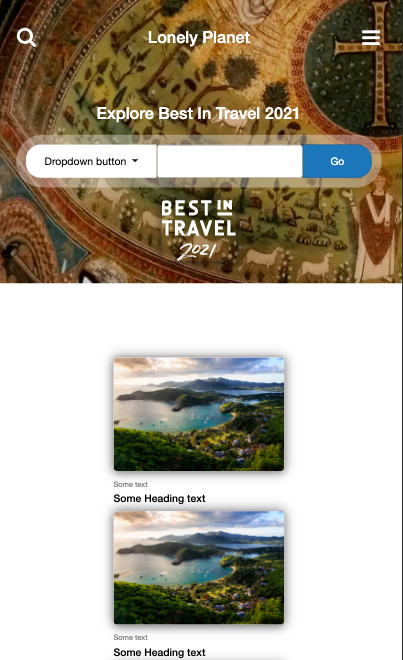 Lonely Planet
Explore Best In Travel 2021
Dropdown button
Go
BEST IN
TRAVEL
2021
Some text
Some Heading text
Some text
Some Heading text